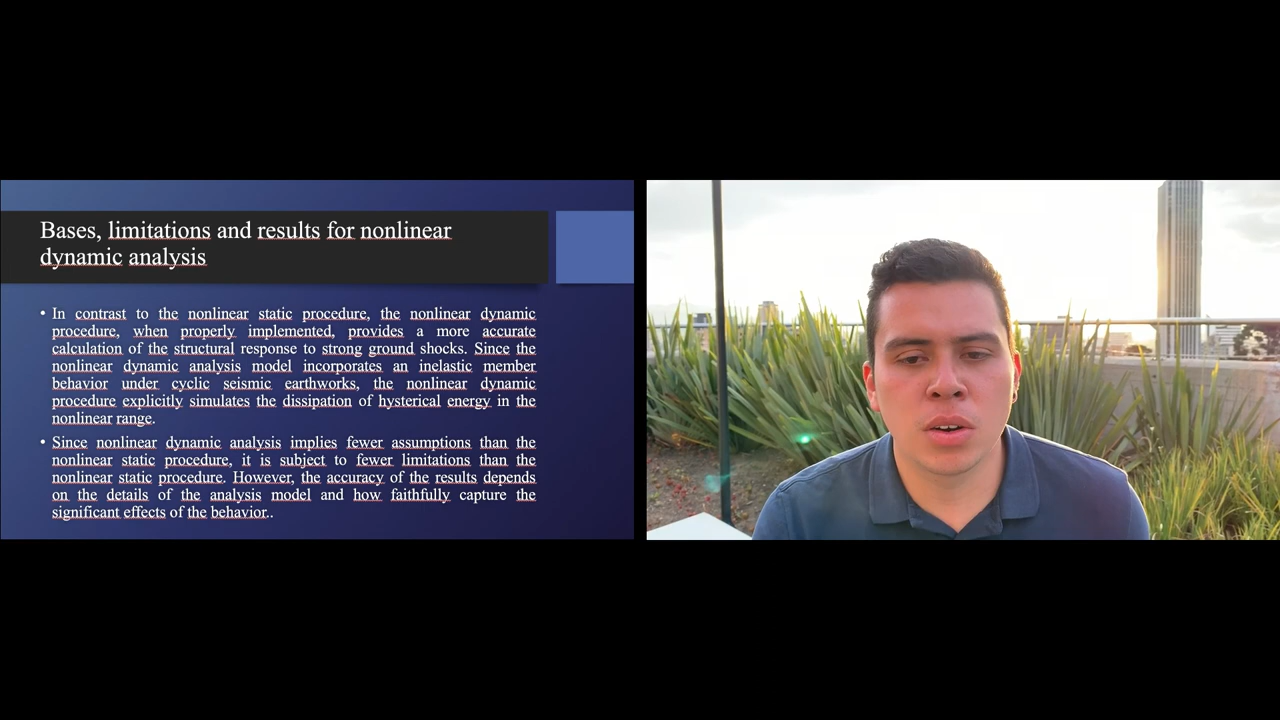 Bases, limitations and results for nonlinear
dynamic analysis
• In contrast to the nonlinear static procedure, the nonlinear dynamic
procedure, when properly implemented, provides a more accurate
calculation of the structural response to strong ground shocks. Since the
nonlinear dynamic analysis model incorporates an inelastic member
behavior under cyclic seismic earthworks, the nonlinear dynamic
procedure explicitly simulates the dissipation of hysterical energy in the
nonlinear range.
• Since nonlinear dynamic analysis implies fewer assumptions than the
nonlinear static procedure, it is subject to fewer limitations than the
nonlinear static procedure. However, the accuracy of the results depends
on the details of the analysis model and how faithfully capture the
significant effects of the behavior..